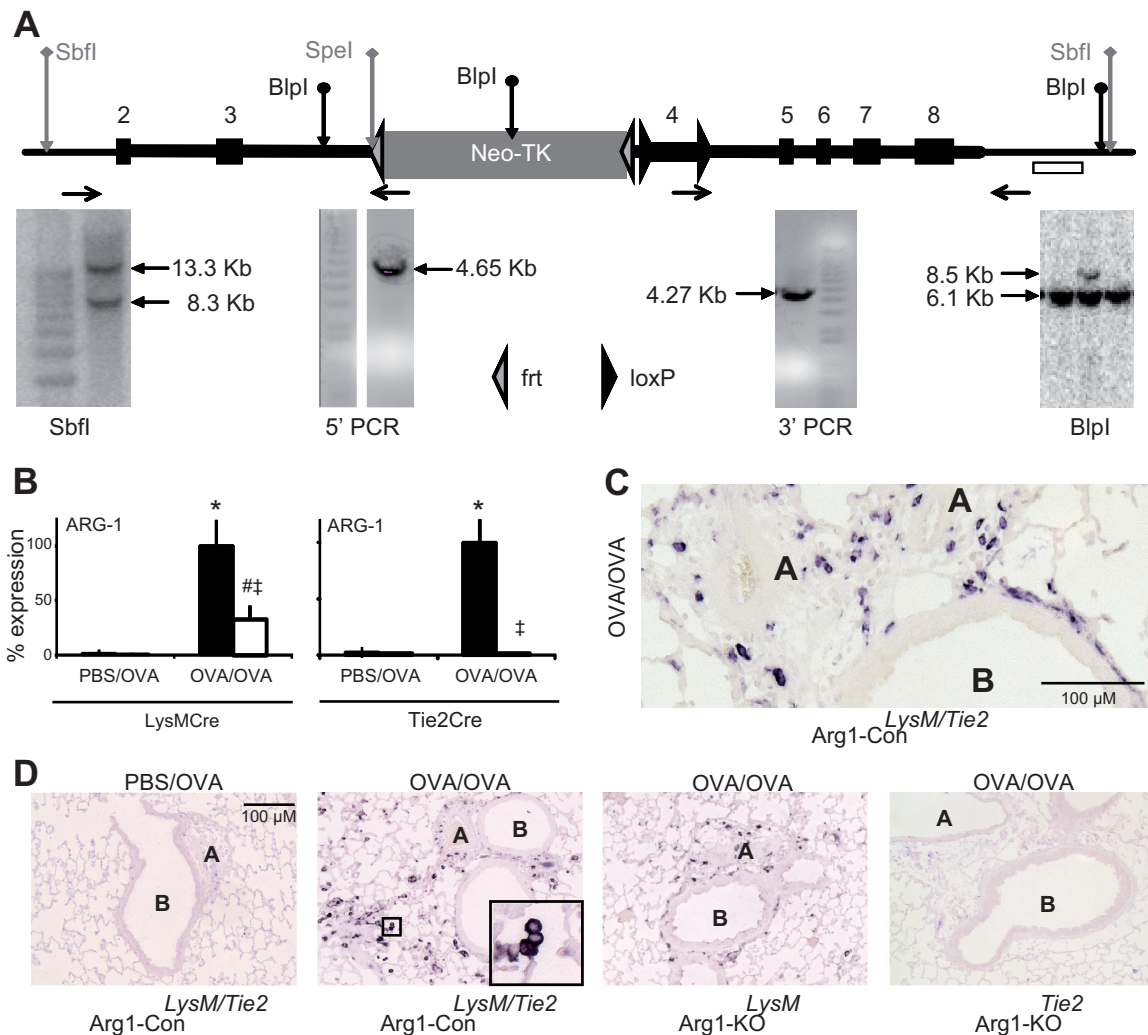 A
SbfI
SpeI
SbfI
BlpI
BlpI
BlpI
2 3 4 5 6 7 8
Neo-TK
13.3 Kb
8.3 Kb
4.65 Kb
4.27 Kb
8.5 Kb
6.1 Kb
frt
loxP
SbfI
5' PCR
3' PCR
BlpI
B
% expression
100
50
0
ARG-1
*
#‡
PBS/OVA
OVA/OVA
LysMCre
ARG-1
*
‡
PBS/OVA
OVA/OVA
Tie2Cre
C
OVA/OVA
A
A
B
100 µM
Arg1-Con LysM/Tie2
D
PBS/OVA
100 µM
A
B
Arg1-Con LysM/Tie2
OVA/OVA
A
B
Arg1-Con LysM/Tie2
OVA/OVA
A
B
Arg1-KO LysM
OVA/OVA
A
B
Arg1-KO Tie2